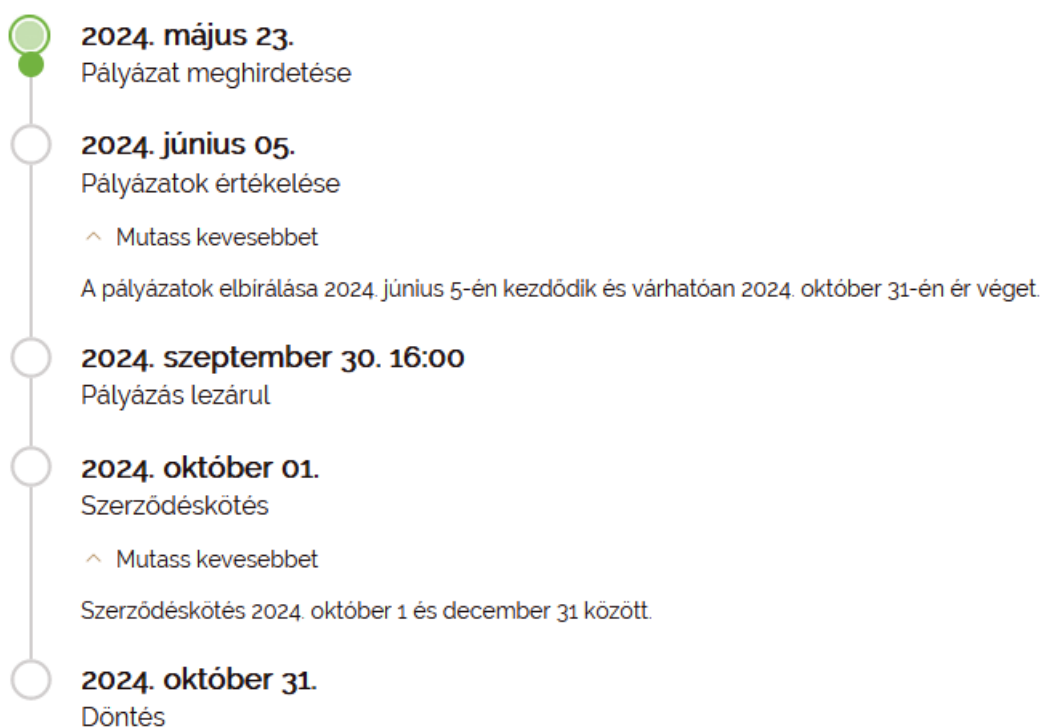 2024. május 23.
Pályázat meghirdetése
2024. június 05.
Pályázatok értékelése
Mutass kevesebbet
A pályázatok elbírálása 2024. június 5-én kezdődik és várhatóan 2024. október 31-én ér véget.
2024. szeptember 30. 16:00
Pályázás lezárul
2024. október 01.
Szerződéskötés
Mutass kevesebbet
Szerződéskötés 2024. október 1 és december 31 között.
2024. október 31.
Döntés